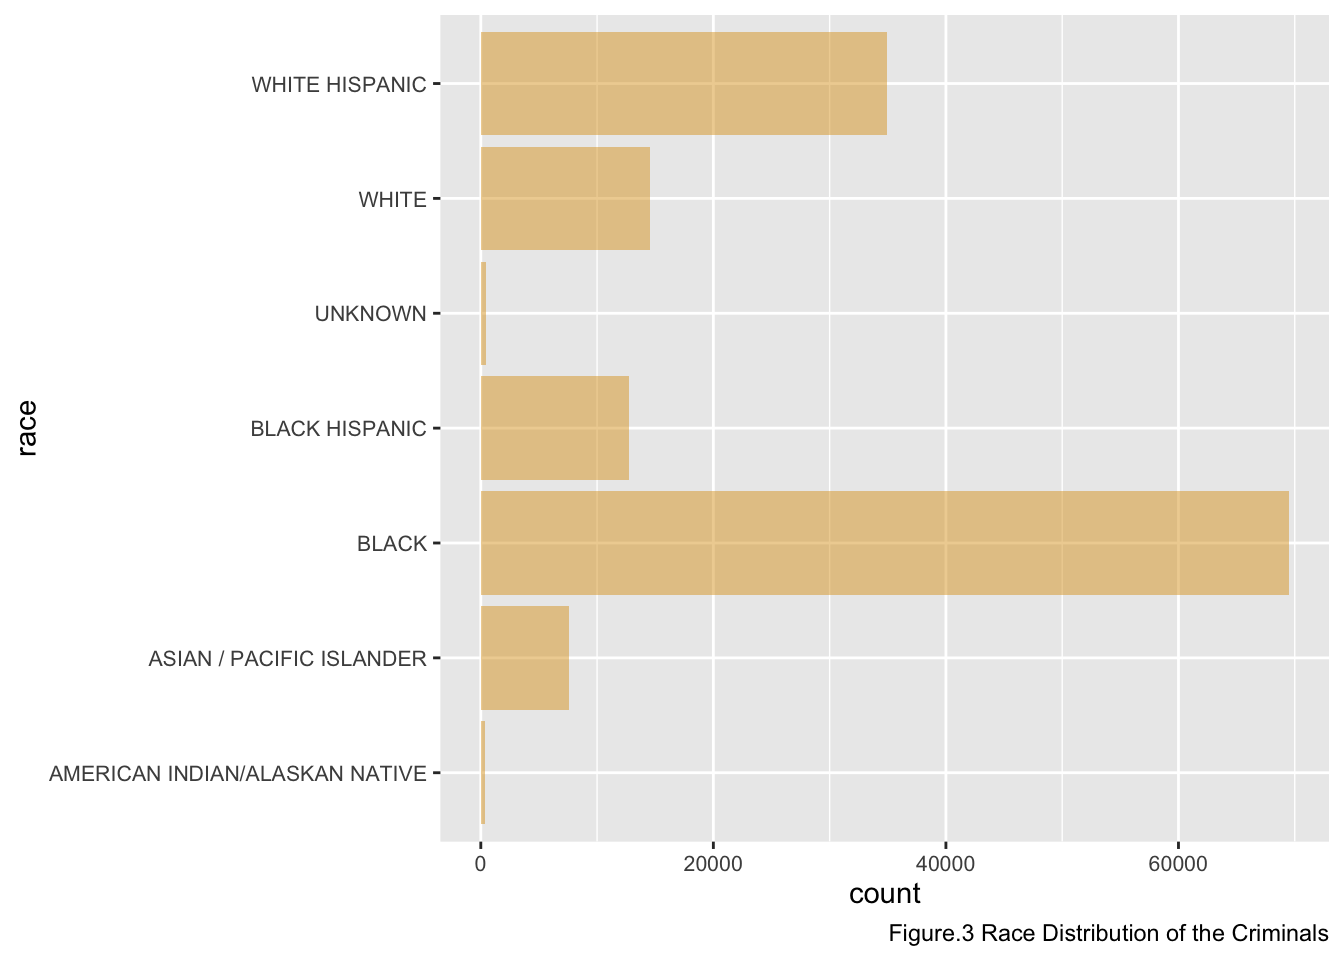 WHITE HISPANIC
WHITE
UNKNOWN
BLACK HISPANIC
BLACK
ASIAN / PACIFIC ISLANDER
AMERICAN INDIAN/ALASKAN NATIVE
race
0 20000 40000 60000
count
Figure.3 Race Distribution of the Criminals